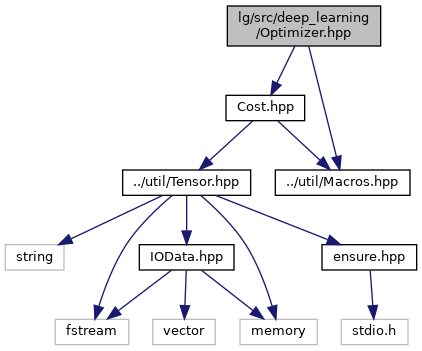 lg/src/deep_learning
/Optimizer.hpp
Cost.hpp
../util/Tensor.hpp
../util/Macros.hpp
string
IOData.hpp
ensure.hpp
fstream
vector
memory
stdio.h